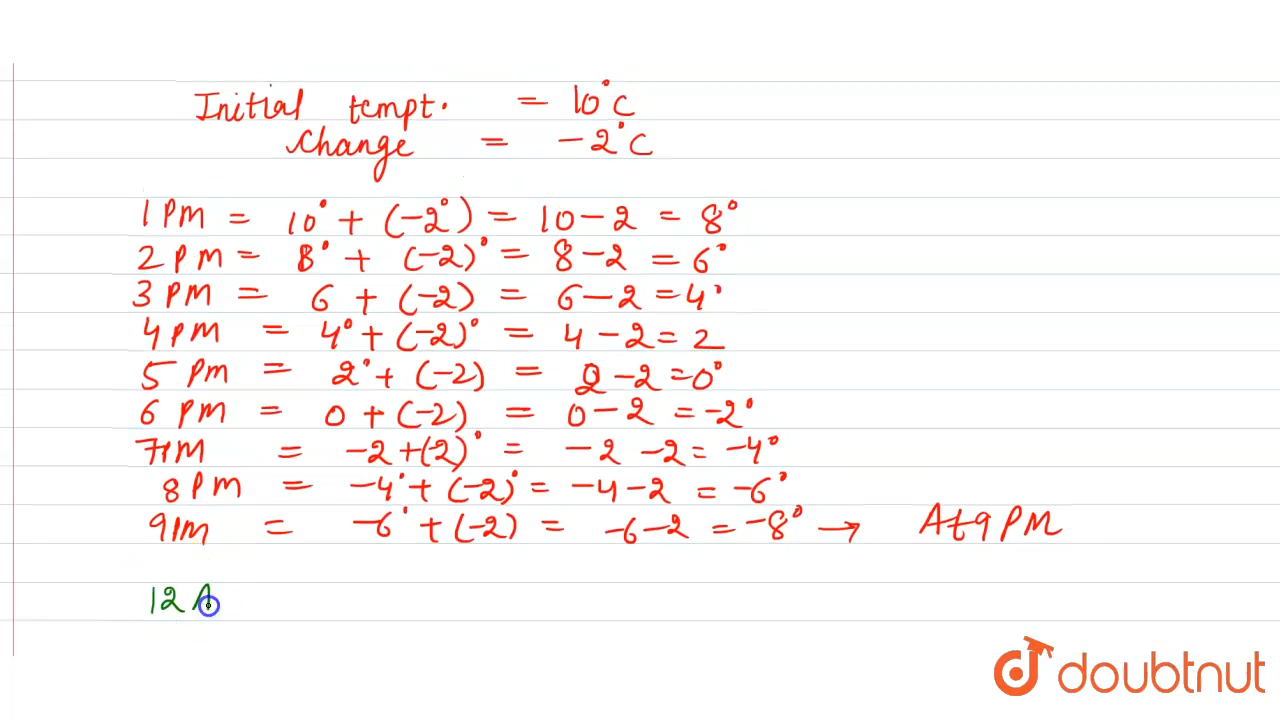 Initial tempt. = 10°C
Change = -2°C
1 PM = 10° + (-2°) = 10 - 2 = 8°
2 PM = 8° + (-2)° = 8 - 2 = 6°
3 PM = 6 + (-2) = 6 - 2 = 4°
4 PM = 4° + (-2)° = 4 - 2 = 2
5 PM = 2° + (-2) = 2 - 2 = 0°
6 PM = 0 + (-2) = 0 - 2 = -2°
7PM = -2 + (-2)° = -2 -2 = -4°
8 PM = -4° + (-2)° = -4 - 2 = -6°
9PM = -6° + (-2) = -6 - 2 = -8° → At 9 PM
12 A
doubtnut